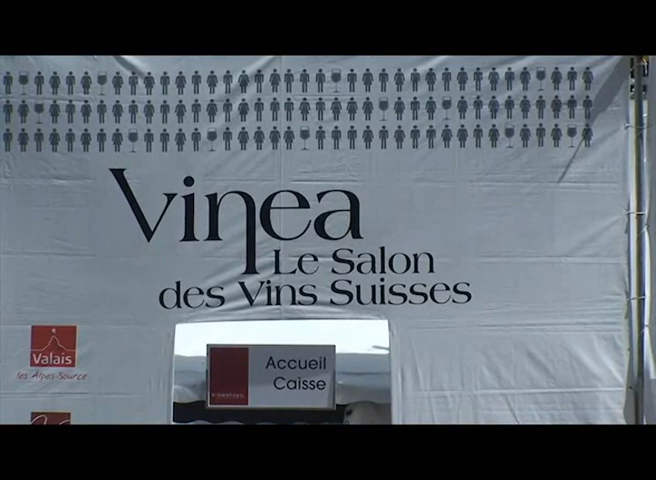 Vinea
Le Salon
des Vins Suisses
Valais
les Alpes-Source
Accueil
Caisse